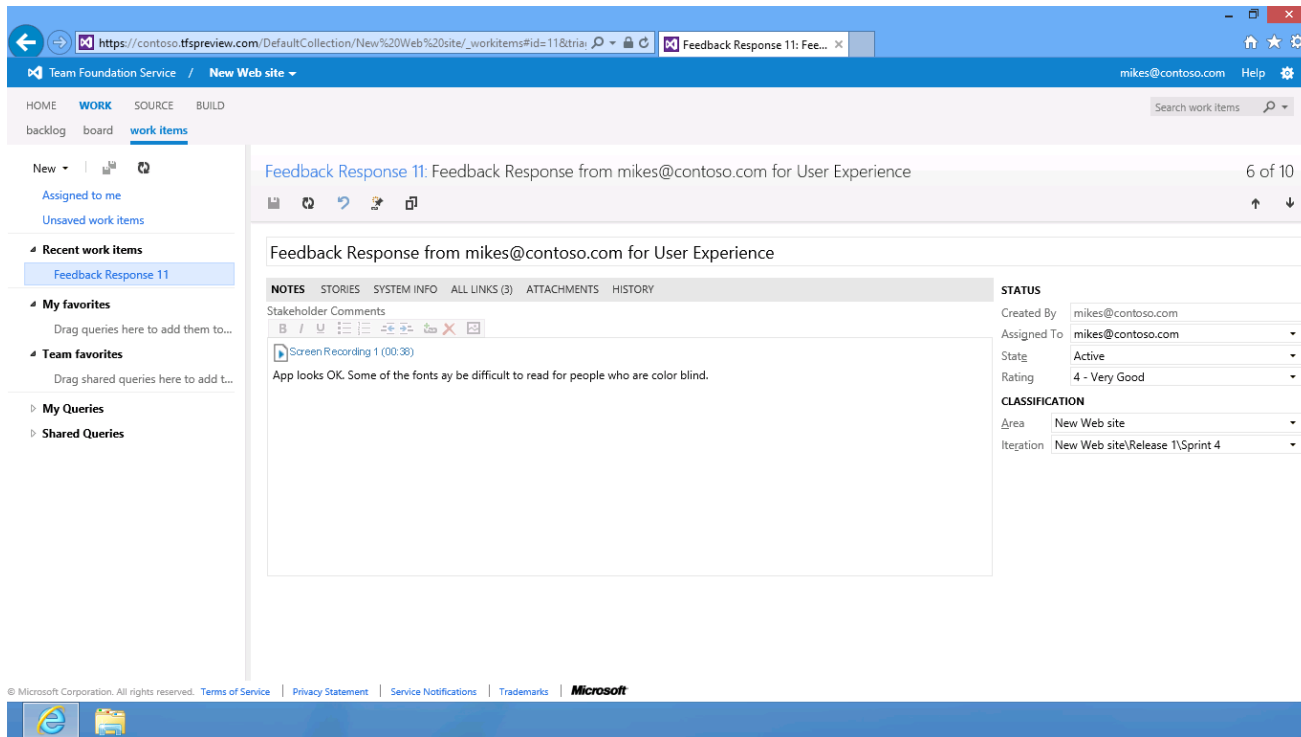 https://contoso.tfspreview.com/DefaultCollection/New%20Web%20site/_workitems#id=11&tria
Feedback Response 11: Fee...
Team Foundation Service / New Web site
mikes@contoso.com Help
HOME WORK SOURCE BUILD
Search work items
backlog board work items
New
Feedback Response 11: Feedback Response from mikes@contoso.com for User Experience 6 of 10
Assigned to me
Unsaved work items
Recent work items
Feedback Response 11
My favorites
Drag queries here to add them to...
Team favorites
Drag shared queries here to add t...
My Queries
Shared Queries
Feedback Response from mikes@contoso.com for User Experience
NOTES STORIES SYSTEM INFO ALL LINKS (3) ATTACHMENTS HISTORY
Stakeholder Comments
B I U
Screen Recording 1 (00:38)
App looks OK. Some of the fonts ay be difficult to read for people who are color blind.
STATUS
Created By mikes@contoso.com
Assigned To mikes@contoso.com
State Active
Rating 4 - Very Good
CLASSIFICATION
Area New Web site
Iteration New Web site\Release 1\Sprint 4
© Microsoft Corporation. All rights reserved. Terms of Service | Privacy Statement | Service Notifications | Trademarks | Microsoft